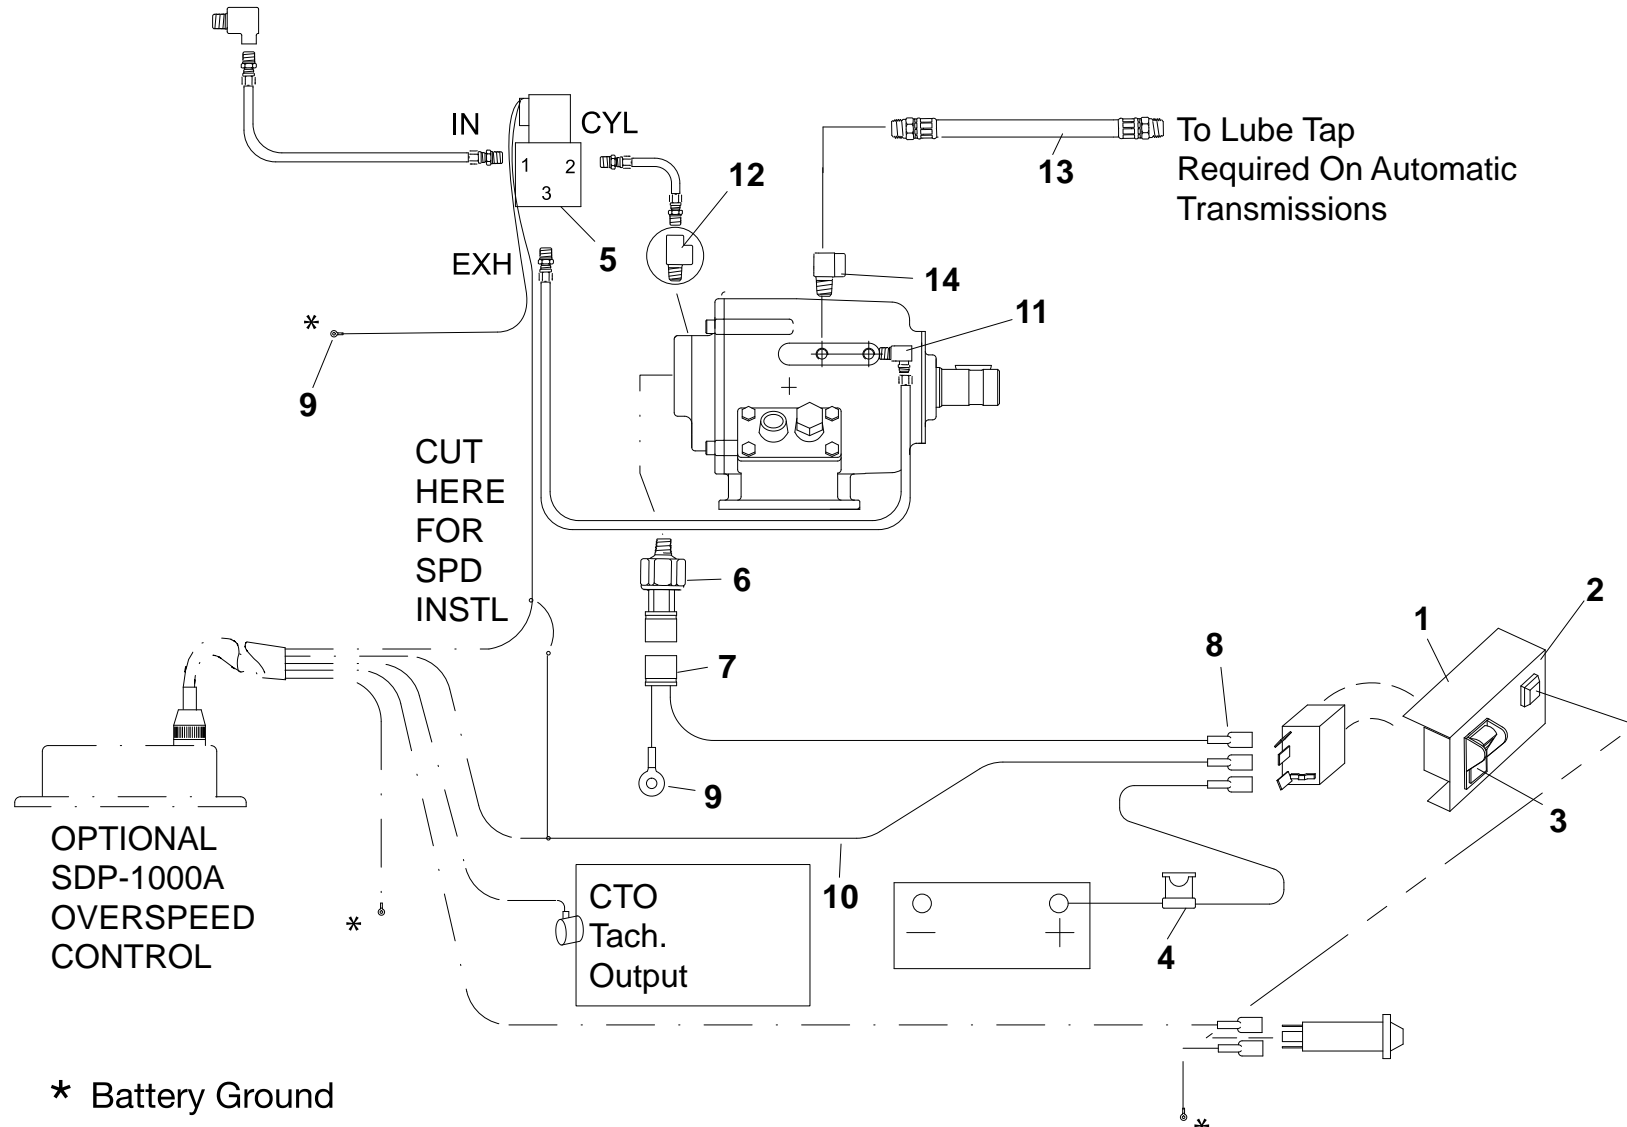 IN
CYL
1
2
3
EXH
5
12
13
To Lube Tap
Required On Automatic
Transmissions
14
11
*
9
CUT
HERE
FOR
SPD
INSTL
6
7
8
1
2
3
9
10
4
OPTIONAL
SDP-1000A
OVERSPEED
CONTROL
*
CTO
Tach.
Output
—
+
* Battery Ground
*